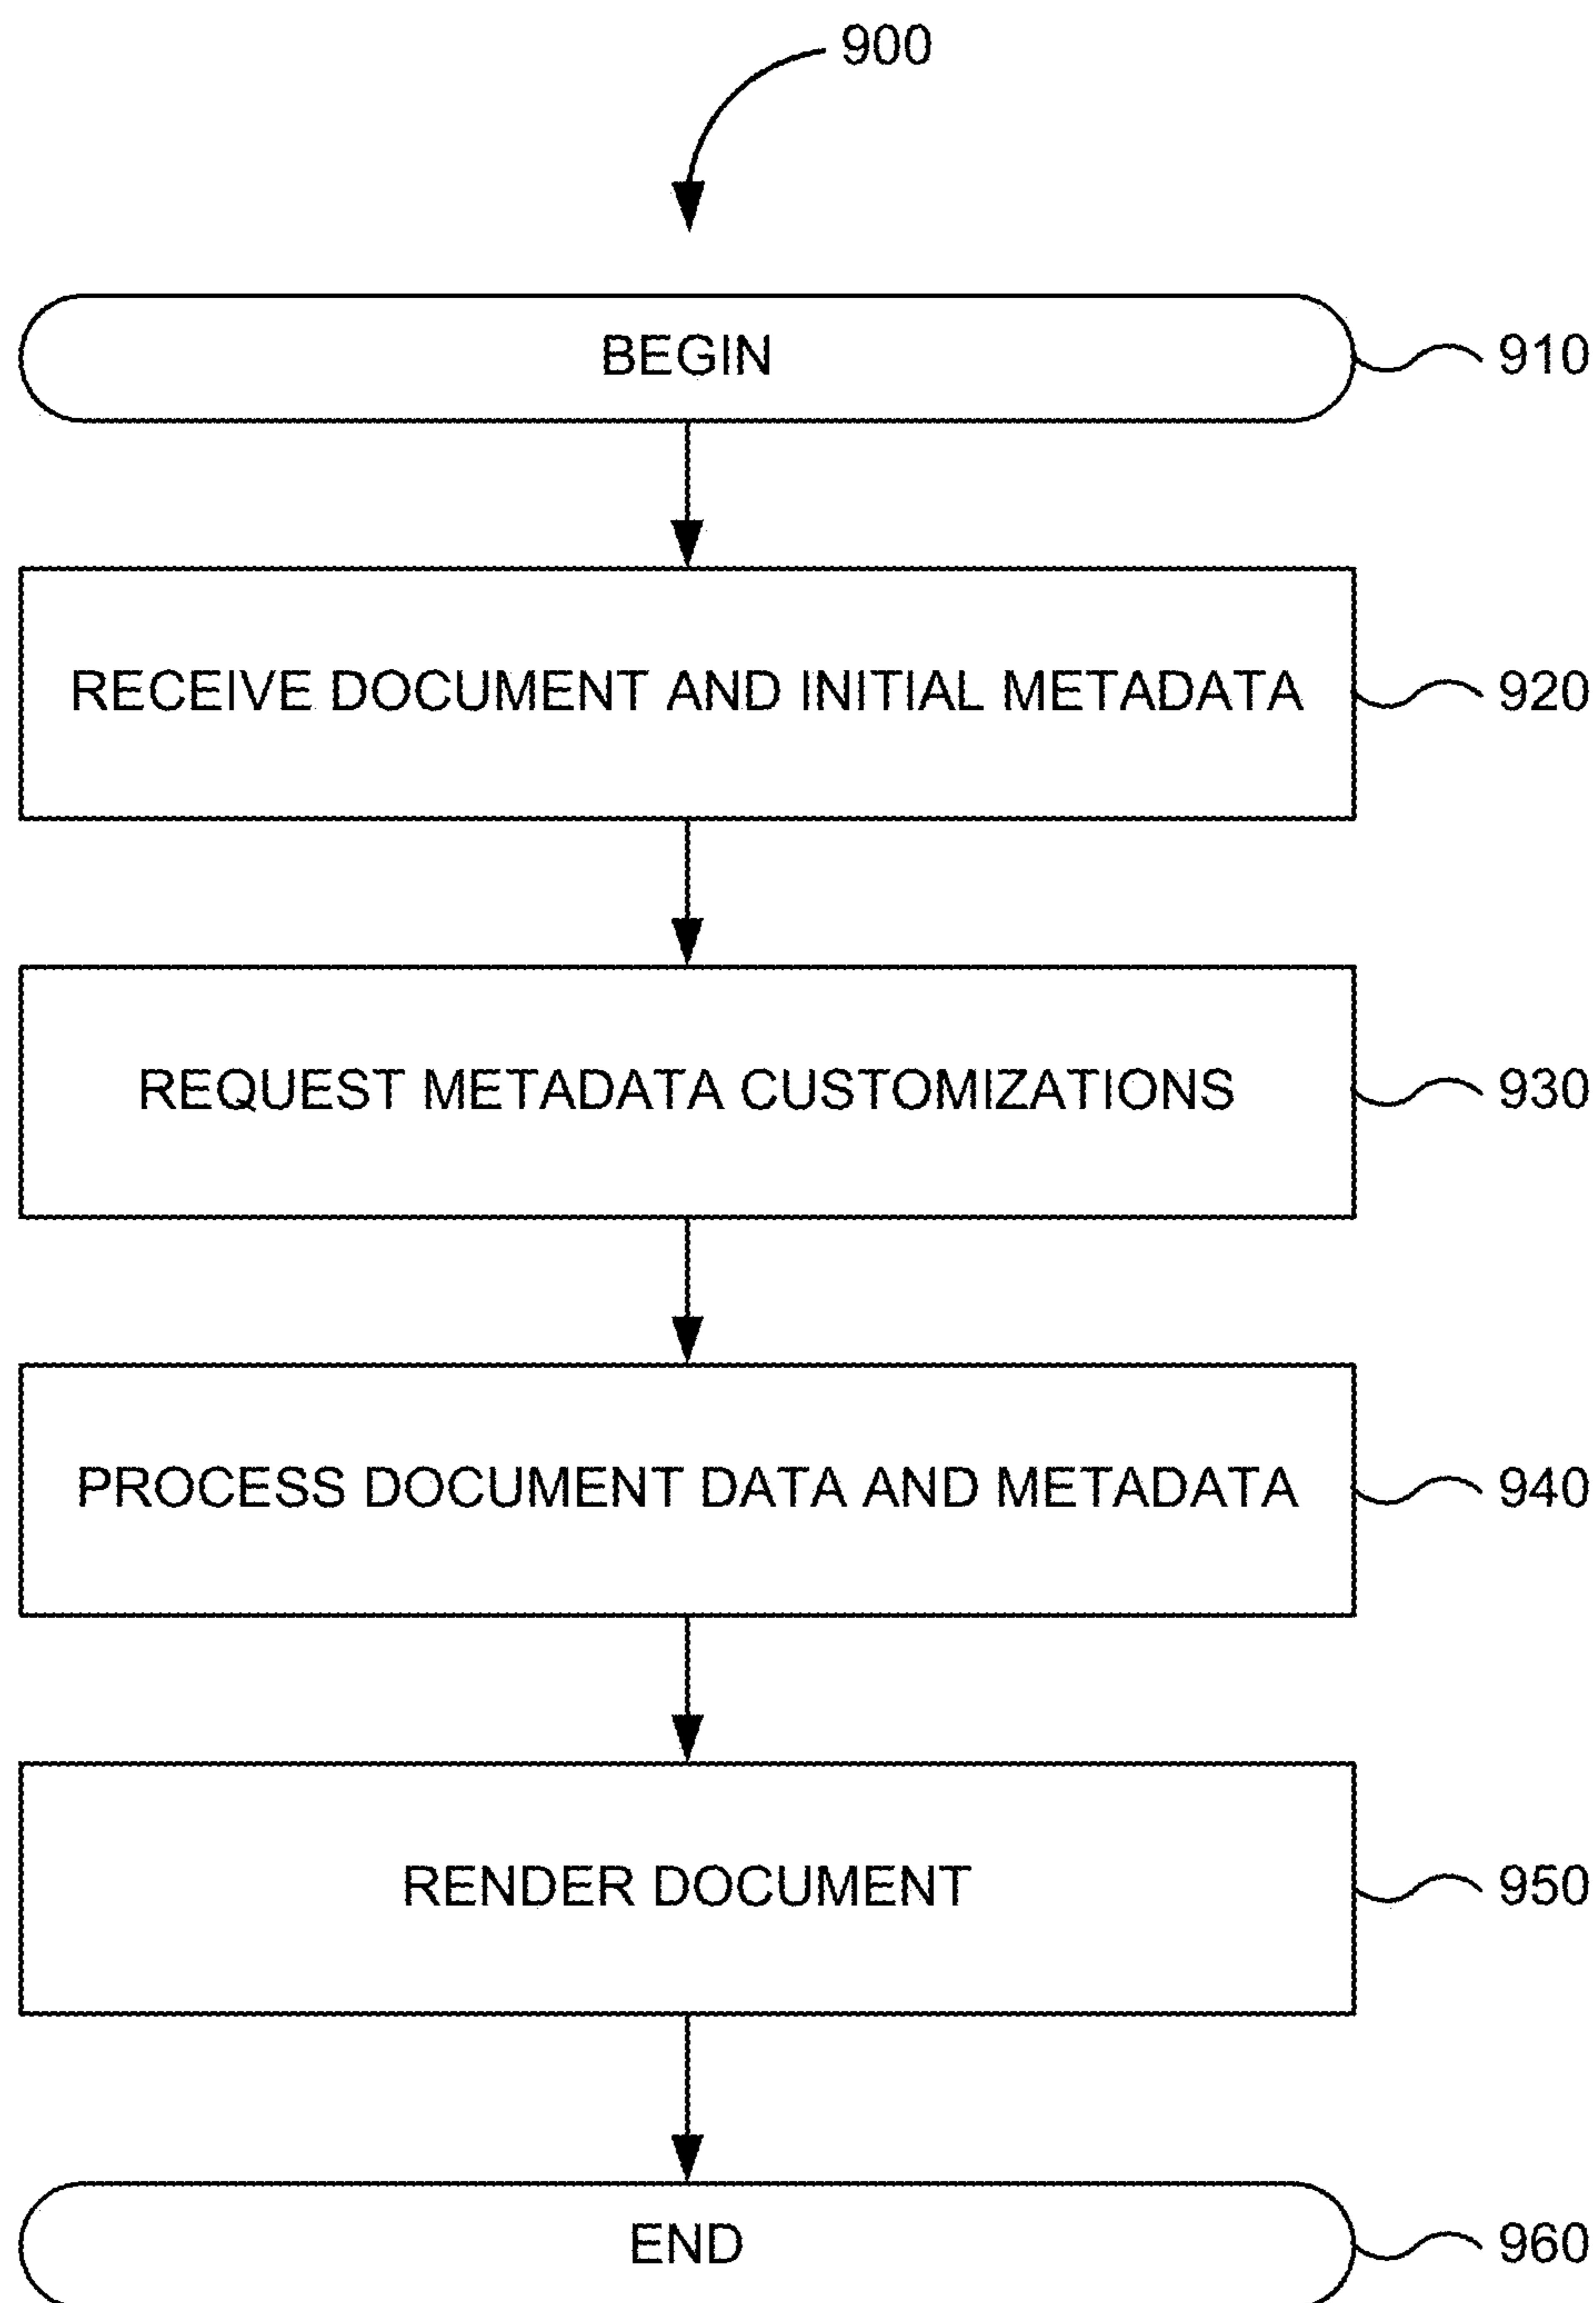 900
BEGIN
910
RECEIVE DOCUMENT AND INITIAL METADATA
920
REQUEST METADATA CUSTOMIZATIONS
930
PROCESS DOCUMENT DATA AND METADATA
940
RENDER DOCUMENT
950
END
960